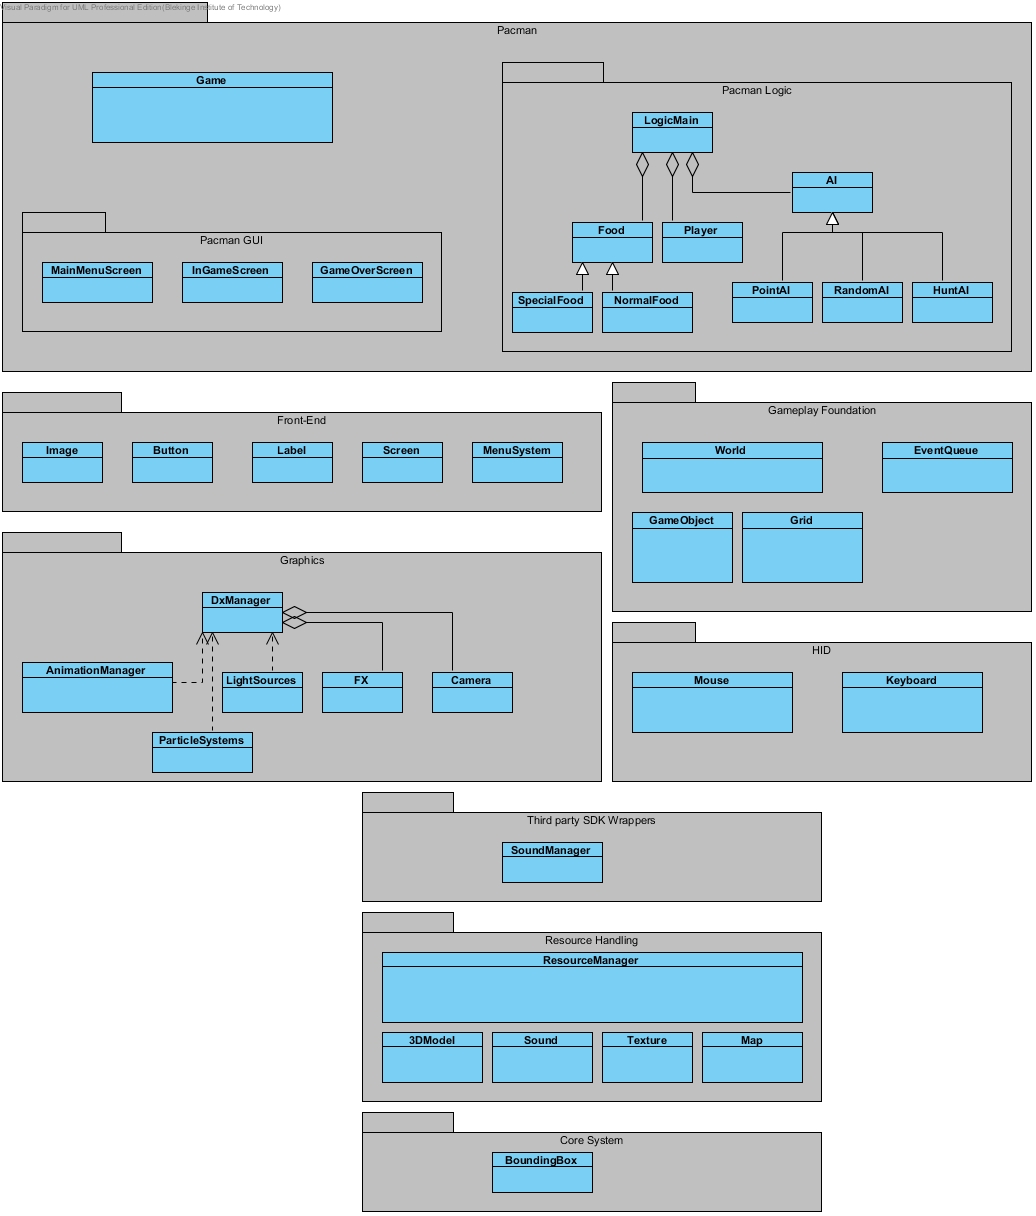 Visual Paradigm for UML Professional Edition(Blekinge Institute of Technology)
Pacman
Game
Pacman GUI
MainMenuScreen
InGameScreen
GameOverScreen
Pacman Logic
LogicMain
AI
Food
Player
SpecialFood
NormalFood
PointAI
RandomAI
HuntAI
Front-End
Image
Button
Label
Screen
MenuSystem
Gameplay Foundation
World
EventQueue
GameObject
Grid
Graphics
DxManager
AnimationManager
LightSources
FX
Camera
ParticleSystems
HID
Mouse
Keyboard
Third party SDK Wrappers
SoundManager
Resource Handling
ResourceManager
3DModel
Sound
Texture
Map
Core System
BoundingBox